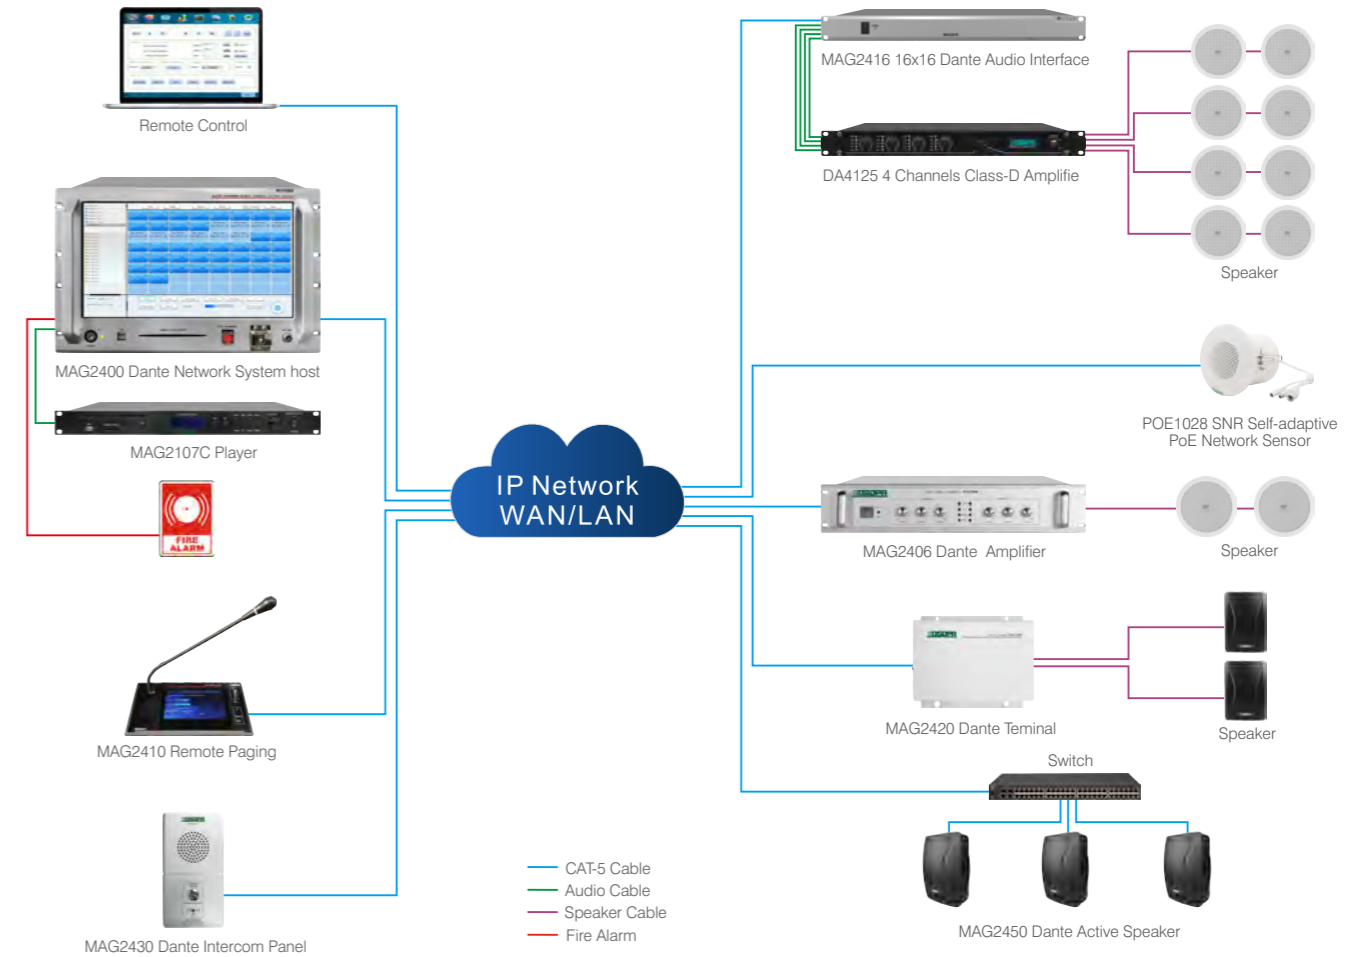 Remote Control
MAG2400 Dante Network System host
MAG2107C Player
FIRE
ALARM
MAG2410 Remote Paging
MAG2430 Dante Intercom Panel
IP Network
WAN/LAN
CAT-5 Cable
Audio Cable
Speaker Cable
Fire Alarm
MAG2416 16x16 Dante Audio Interface
DA4125 4 Channels Class-D Amplifie
Speaker
POE1028 SNR Self-adaptive
PoE Network Sensor
MAG2406 Dante Amplifier
Speaker
MAG2420 Dante Teminal
Speaker
Switch
MAG2450 Dante Active Speaker